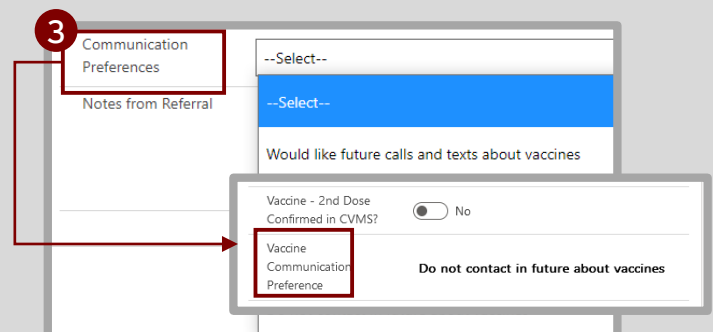 3
Communication
Preferences
--Select--
Notes from Referral
--Select--
Would like future calls and texts about vaccines
Vaccine - 2nd Dose
Confirmed in CVMS?
No
Vaccine
Communication
Preference
Do not contact in future about vaccines